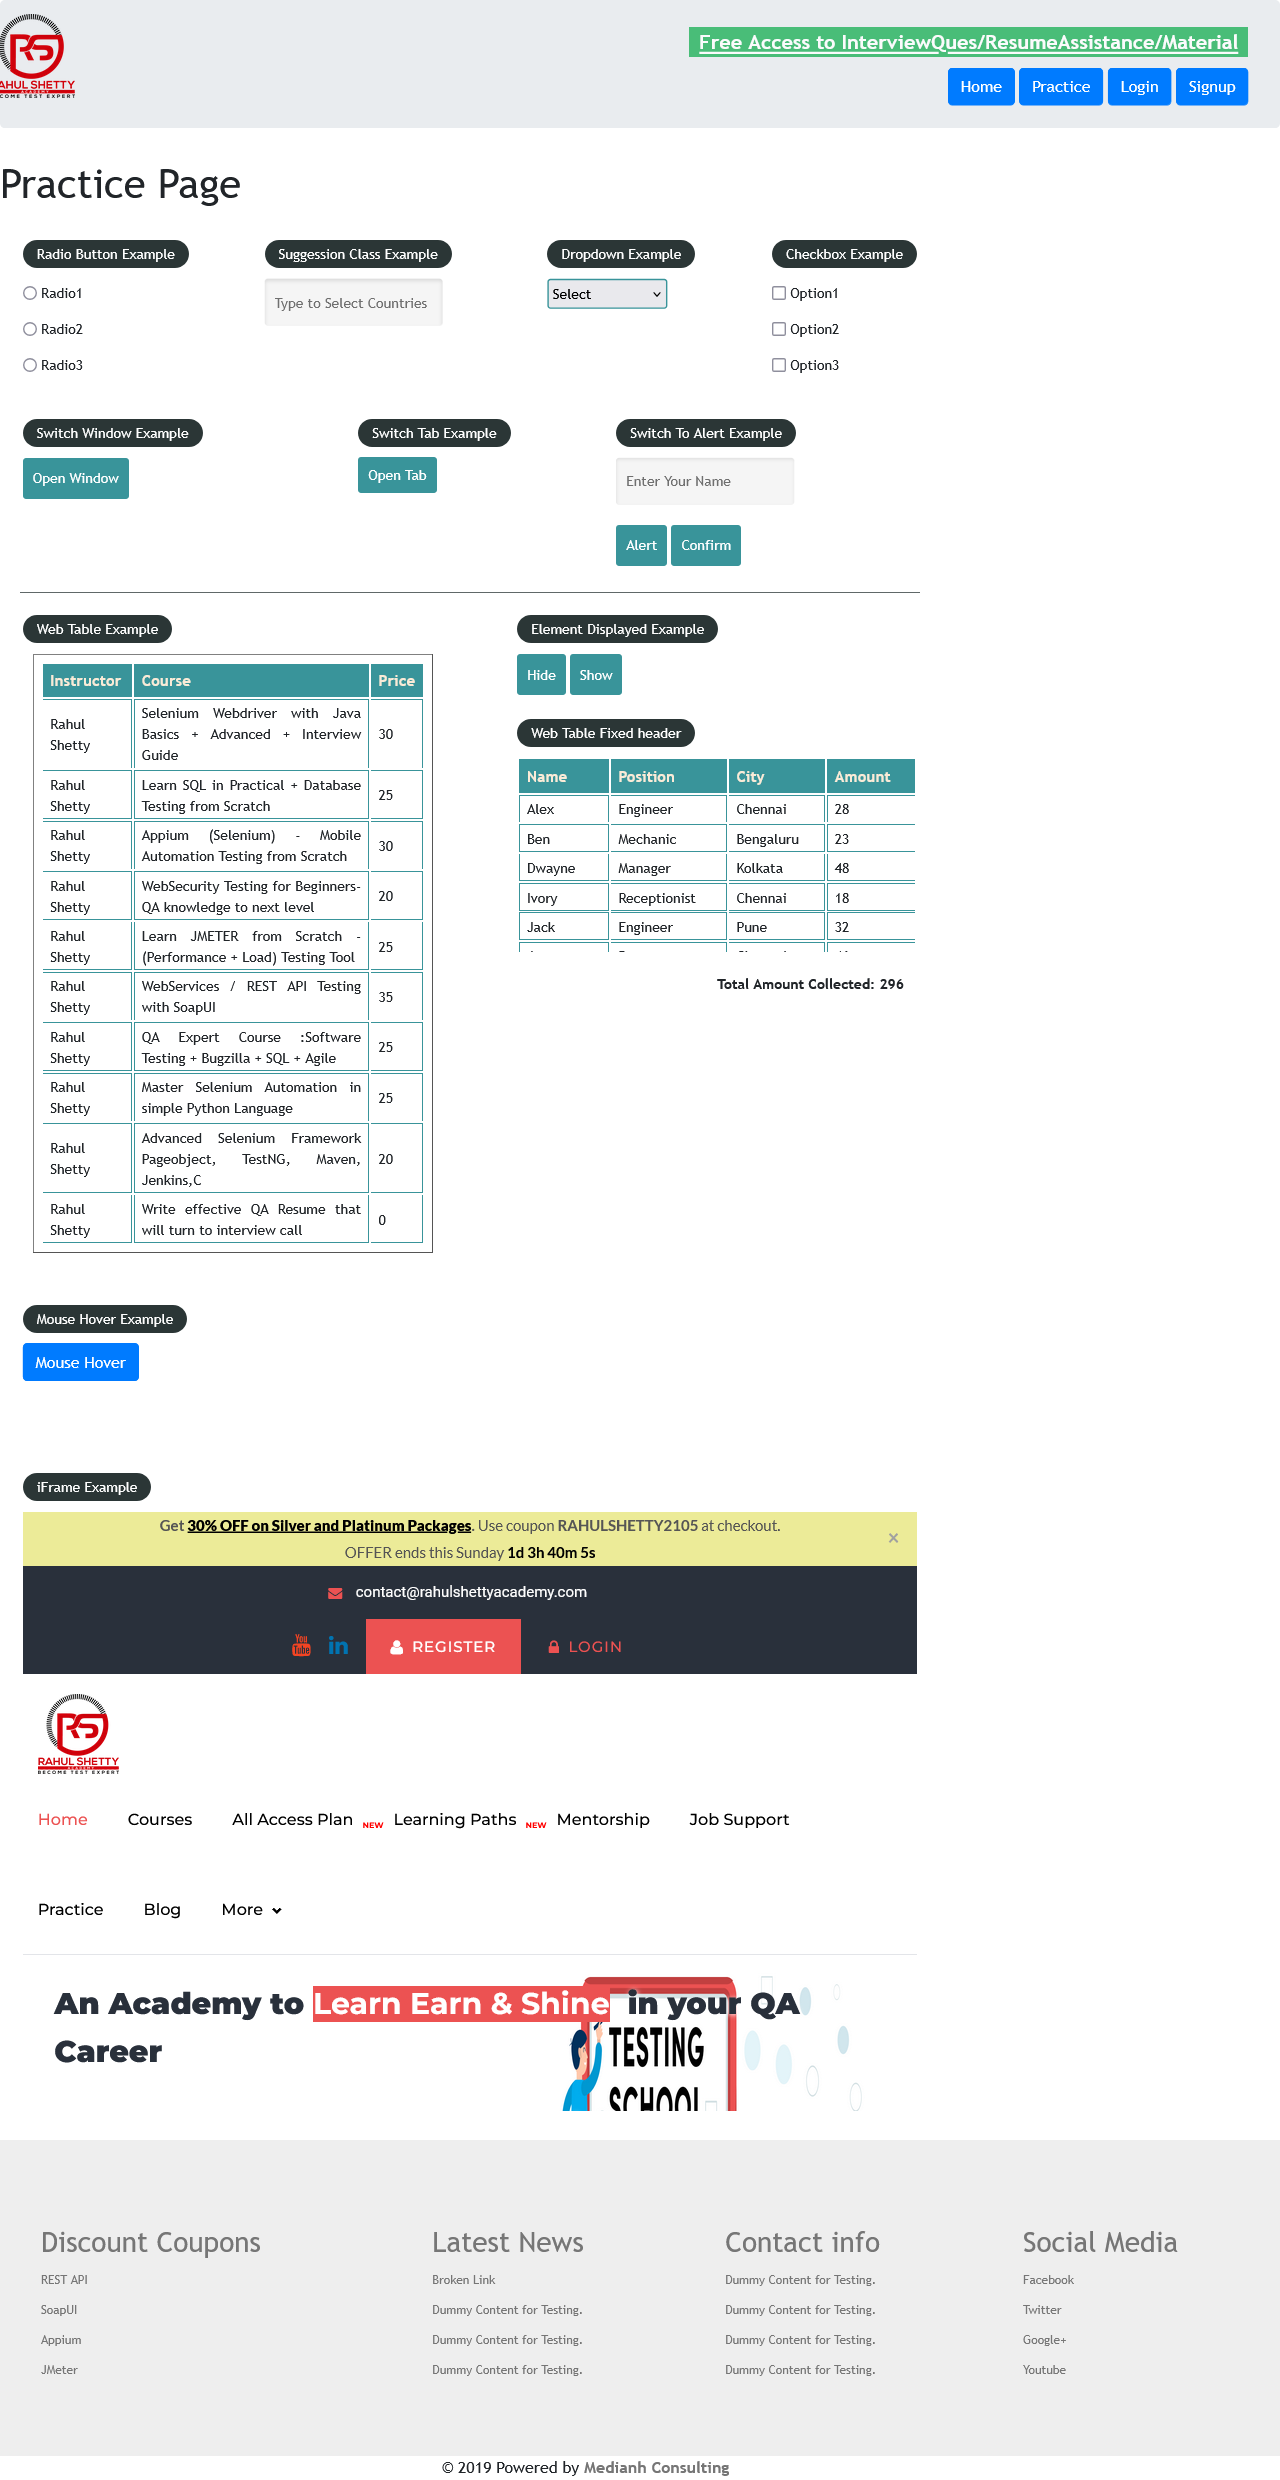 RAHUL SHETTY
ACADEMY
COME TEST EXPERT
Free Access to InterviewQues/ResumeAssistance/Material
Home Practice Login Signup
Practice Page
Radio Button Example
Radio1
Radio2
Radio3
Suggession Class Example
Type to Select Countries
Dropdown Example
Select
Checkbox Example
Option1
Option2
Option3
Switch Window Example
Open Window
Switch Tab Example
Open Tab
Switch To Alert Example
Enter Your Name
Alert Confirm
Web Table Example
Instructor Course Price
Rahul Shetty Selenium Webdriver with Java Basics + Advanced + Interview Guide 30
Rahul Shetty Learn SQL in Practical + Database Testing from Scratch 25
Rahul Shetty Appium (Selenium) - Mobile Automation Testing from Scratch 30
Rahul Shetty WebSecurity Testing for Beginners-QA knowledge to next level 20
Rahul Shetty Learn JMETER from Scratch - (Performance + Load) Testing Tool 25
Rahul Shetty WebServices / REST API Testing with SoapUI 35
Rahul Shetty QA Expert Course :Software Testing + Bugzilla + SQL + Agile 25
Rahul Shetty Master Selenium Automation in simple Python Language 25
Rahul Shetty Advanced Selenium Framework Pageobject, TestNG, Maven, Jenkins,C 20
Rahul Shetty Write effective QA Resume that will turn to interview call 0
Element Displayed Example
Hide Show
Web Table Fixed header
Name Position City Amount
Alex Engineer Chennai 28
Ben Mechanic Bengaluru 23
Dwayne Manager Kolkata 48
Ivory Receptionist Chennai 18
Jack Engineer Pune 32
Total Amount Collected: 296
Mouse Hover Example
Mouse Hover
iFrame Example
Get 30% OFF on Silver and Platinum Packages. Use coupon RAHULSHETTY2105 at checkout.
OFFER ends this Sunday 1d 3h 40m 5s
×
contact@rahulshettyacademy.com
You Tube in REGISTER LOGIN
RAHUL SHETTY
ACADEMY
BECOME TEST EXPERT
Home Courses All Access Plan NEW Learning Paths NEW Mentorship Job Support
Practice Blog More
An Academy to Learn Earn & Shine in your QA
Career
TESTING
SCHOOL
Discount Coupons
REST API
SoapUI
Appium
JMeter
Latest News
Broken Link
Dummy Content for Testing.
Dummy Content for Testing.
Dummy Content for Testing.
Contact info
Dummy Content for Testing.
Dummy Content for Testing.
Dummy Content for Testing.
Dummy Content for Testing.
Social Media
Facebook
Twitter
Google+
Youtube
© 2019 Powered by Medianh Consulting